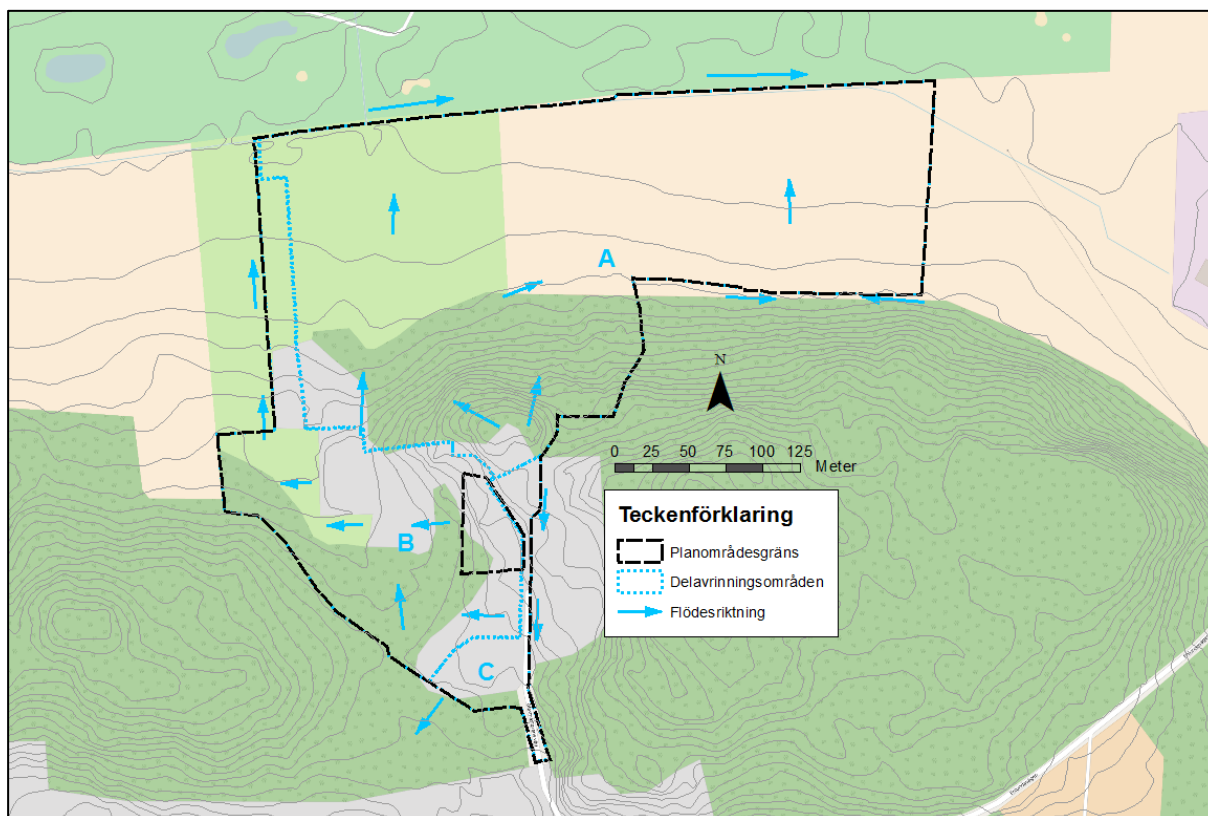 A
N
0 25 50 75 100 125
Meter
Teckenförklaring
Planområdesgräns
Delavrinningsområden
Flödesriktning
B
C